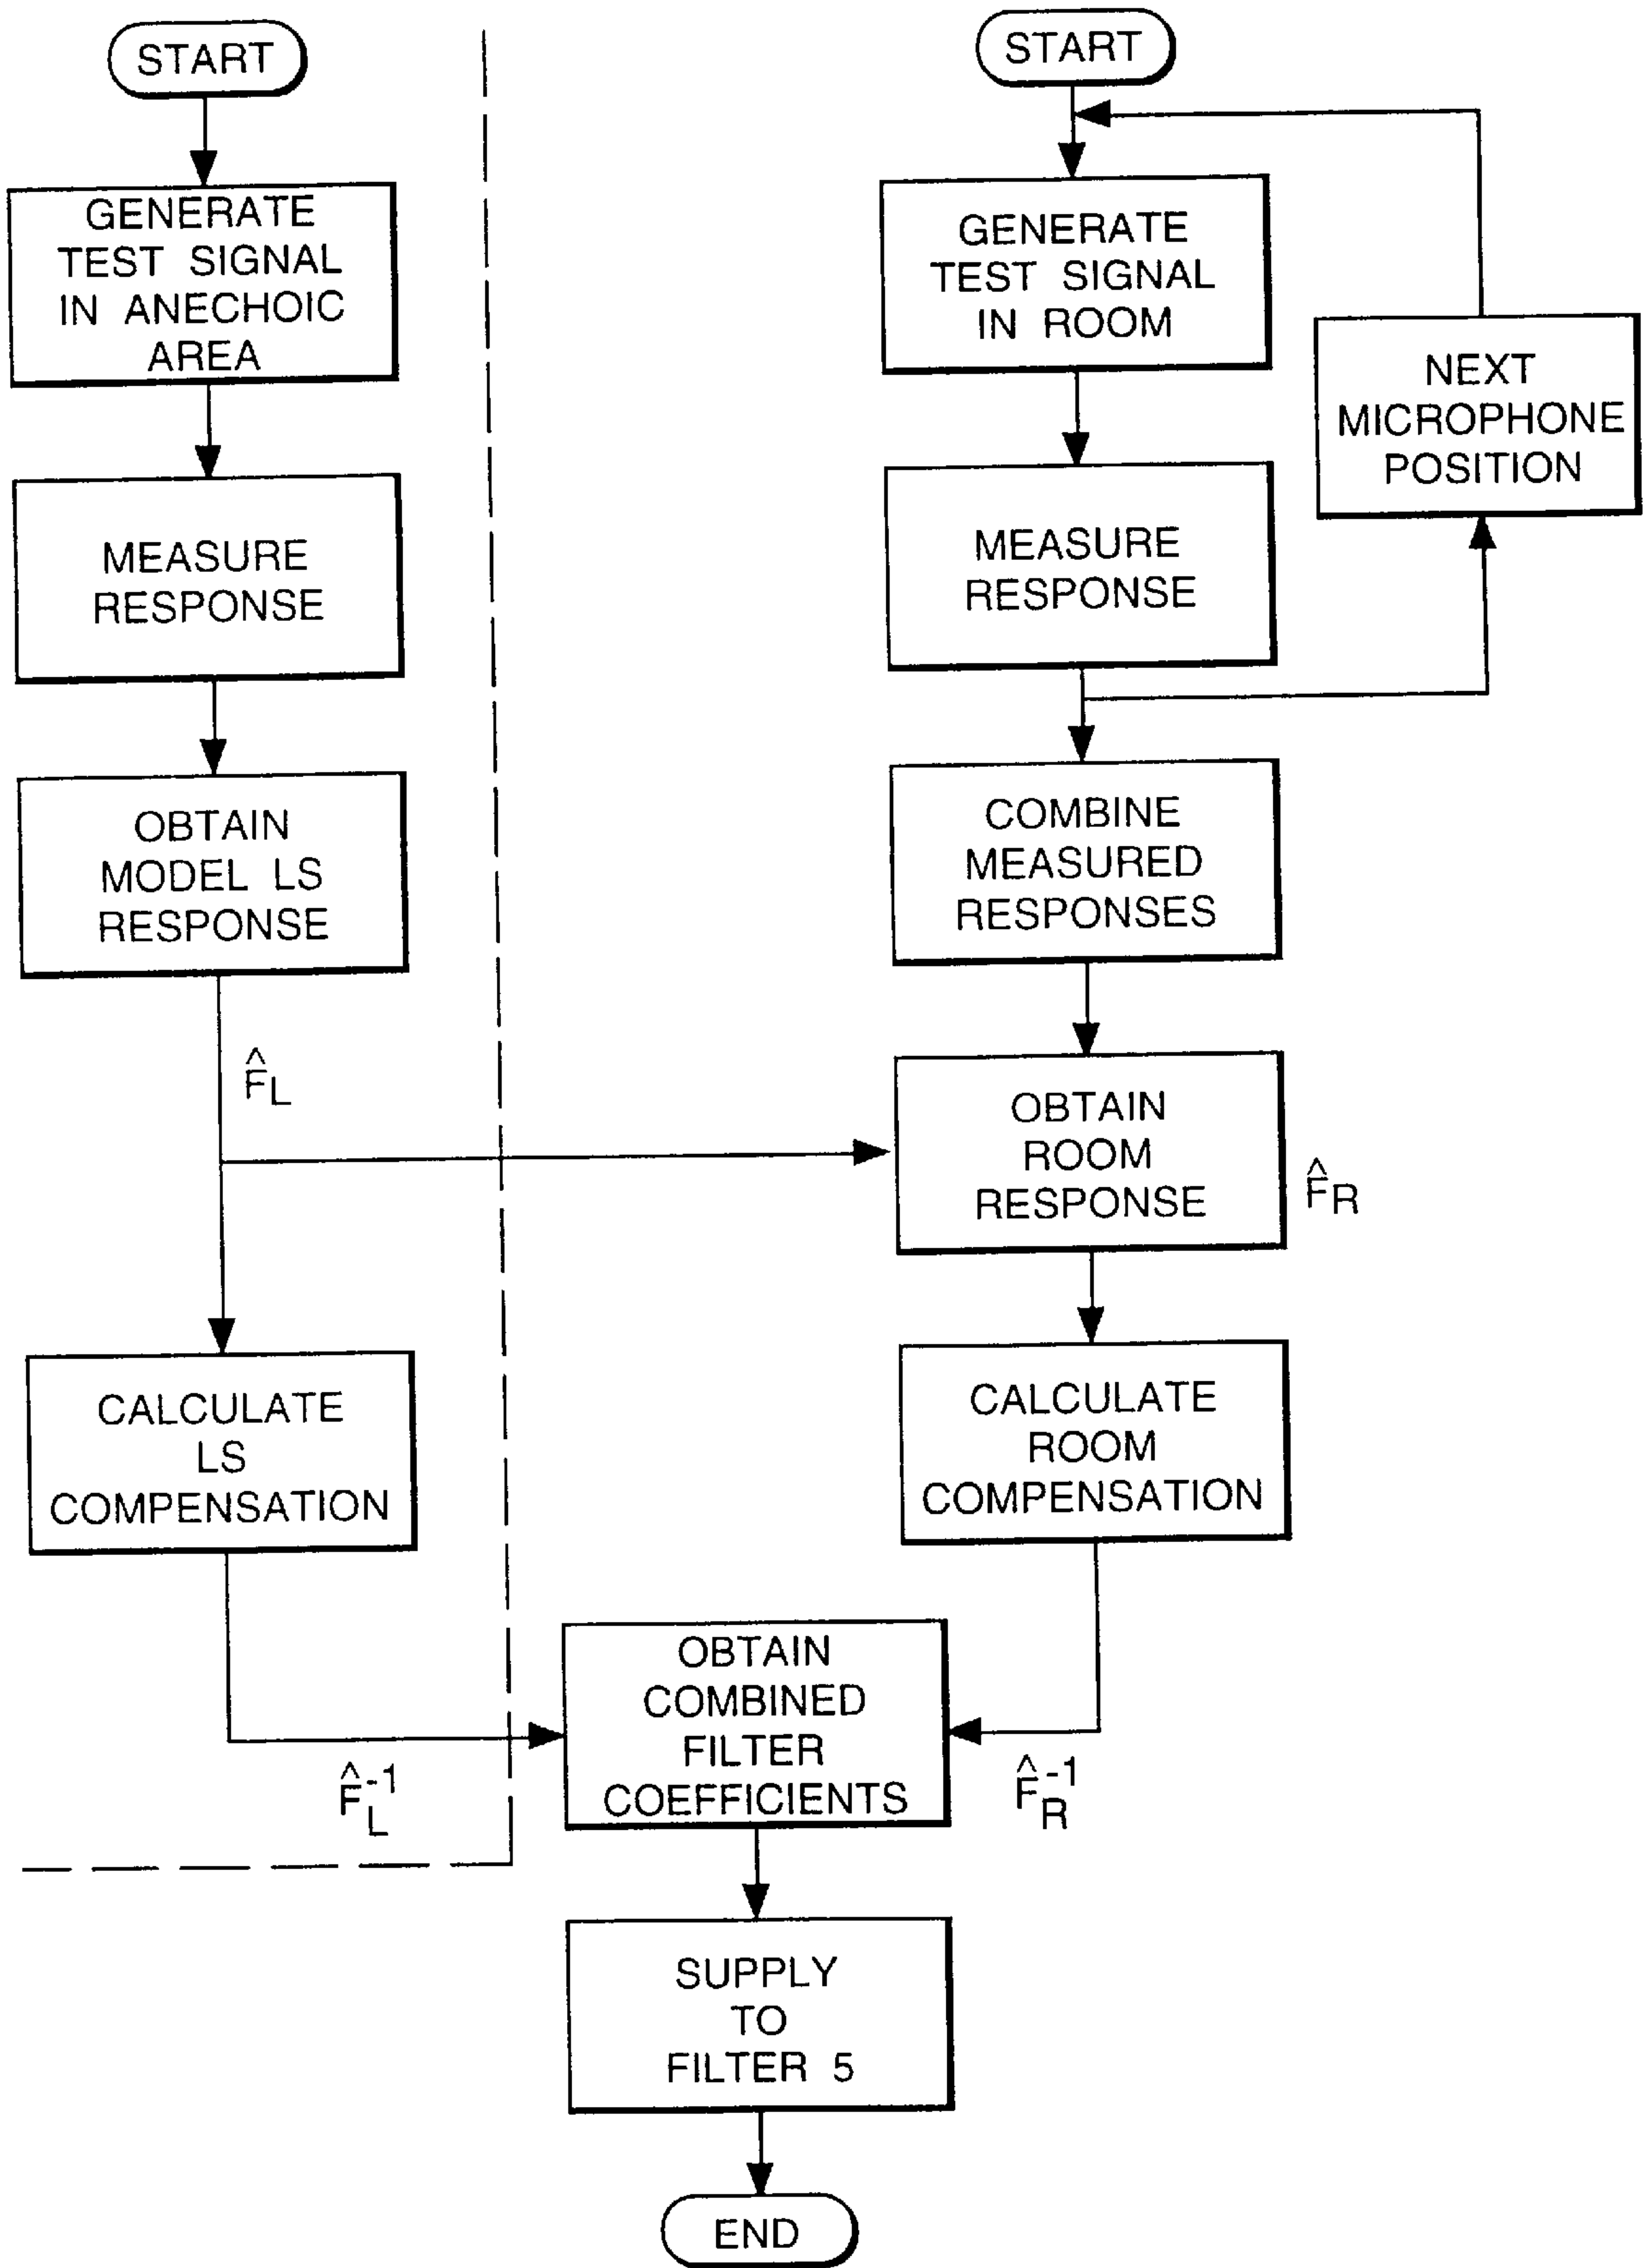 START
GENERATE
TEST SIGNAL
IN ANECHOIC
AREA
MEASURE
RESPONSE
OBTAIN
MODEL LS
RESPONSE
F̂L
CALCULATE
LS
COMPENSATION
F̂L-1
START
GENERATE
TEST SIGNAL
IN ROOM
NEXT
MICROPHONE
POSITION
MEASURE
RESPONSE
COMBINE
MEASURED
RESPONSES
OBTAIN
ROOM
RESPONSE
F̂R
CALCULATE
ROOM
COMPENSATION
F̂R-1
OBTAIN
COMBINED
FILTER
COEFFICIENTS
SUPPLY
TO
FILTER 5
END